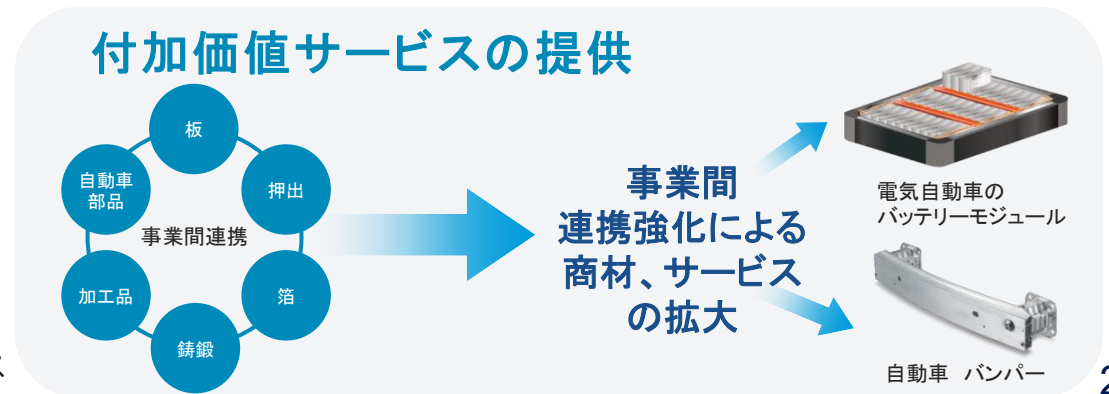 付加価値サービスの提供
板
押出
箔
鋳鍛
加工品
自動車
部品
事業間連携
事業間
連携強化による
商材、サービス
の拡大
電気自動車の
バッテリーモジュール
自動車　バンパー
ス
2